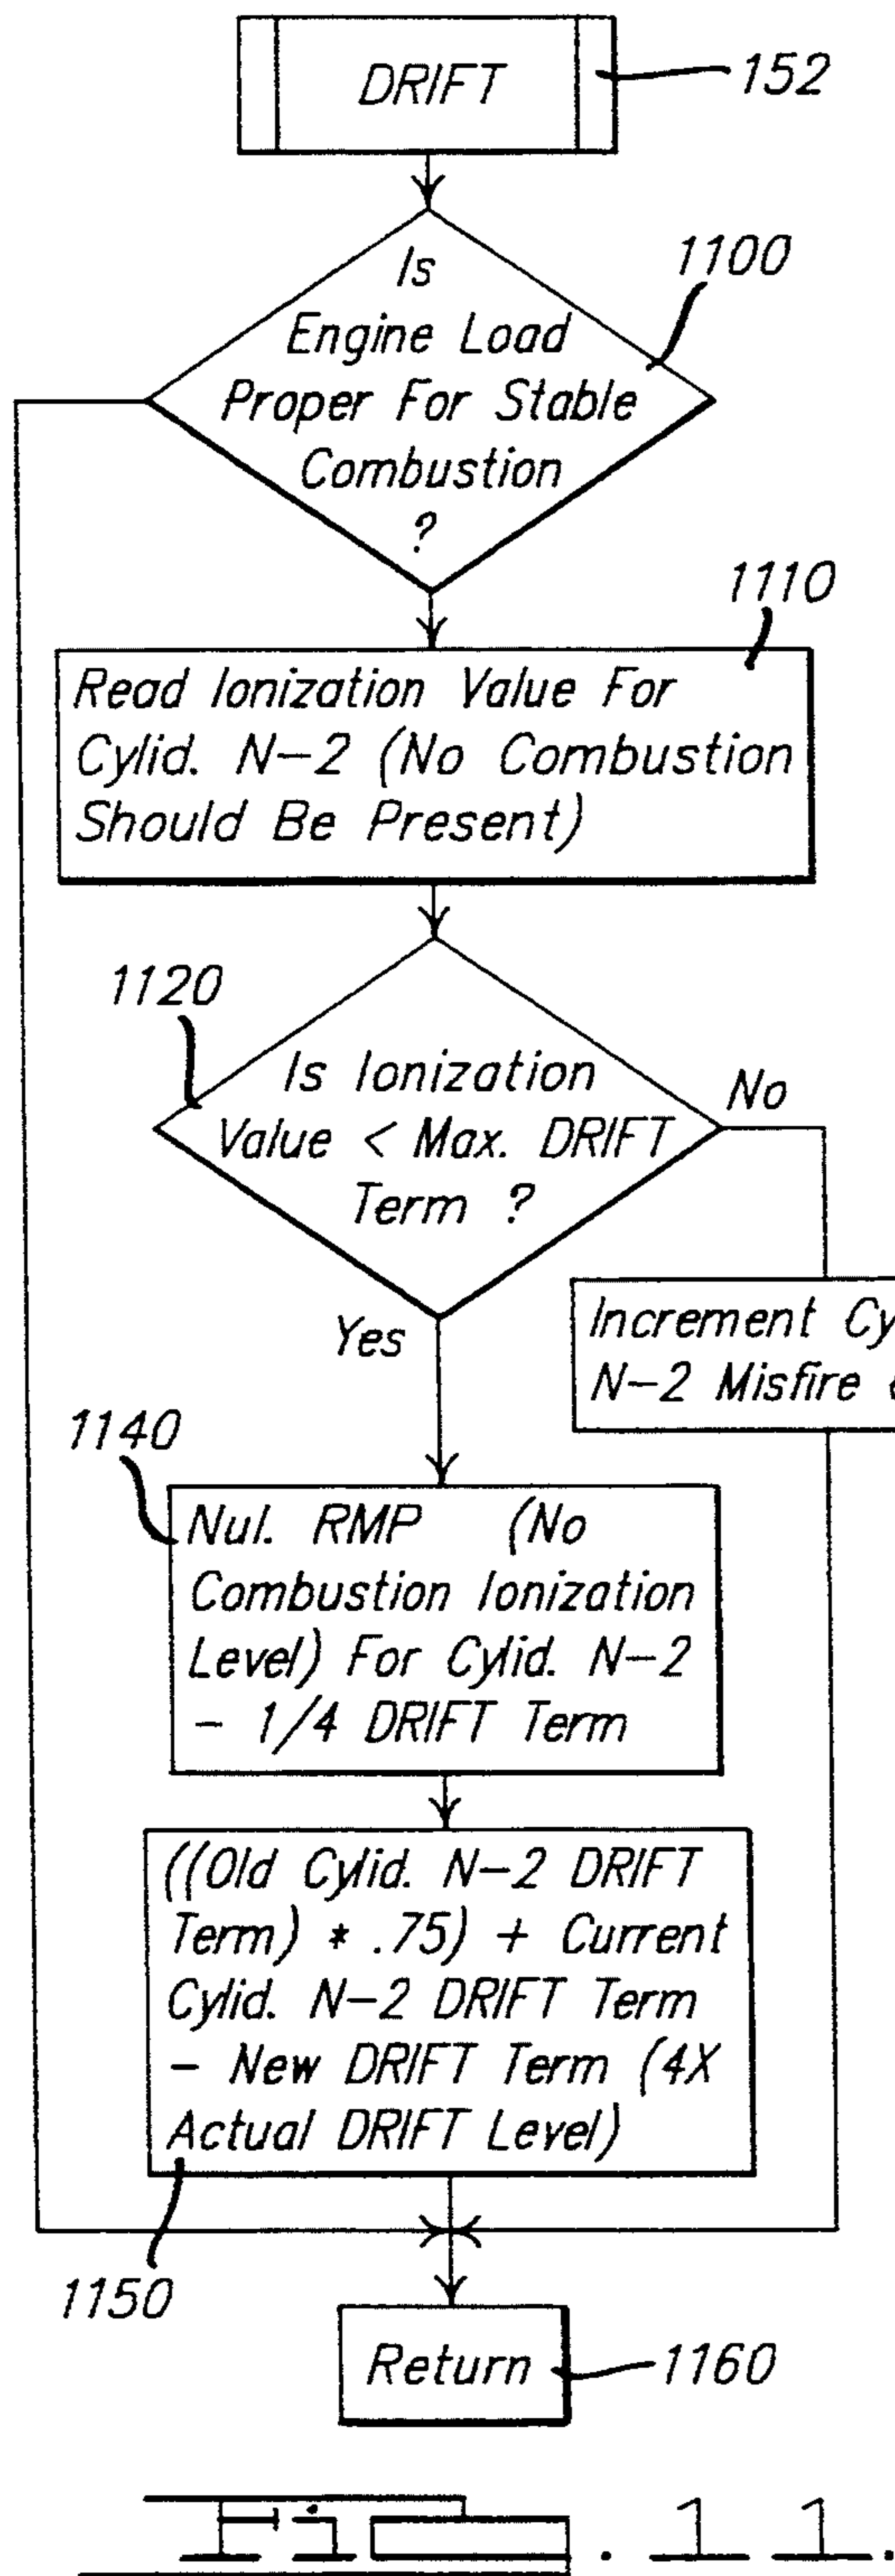 DRIFT
152
Is
Engine Load
Proper For Stable
Combustion
?
1100
1110
Read Ionization Value For
Cylid. N-2 (No Combustion
Should Be Present)
1120
Is Ionization
Value < Max. DRIFT
Term ?
No
Yes
Increment Cy
N-2 Misfire
1140
Nul. RMP (No
Combustion Ionization
Level) For Cylid. N-2
- 1/4 DRIFT Term
((Old Cylid. N-2 DRIFT
Term) * .75) + Current
Cylid. N-2 DRIFT Term
- New DRIFT Term (4X
Actual DRIFT Level)
1150
Return
1160